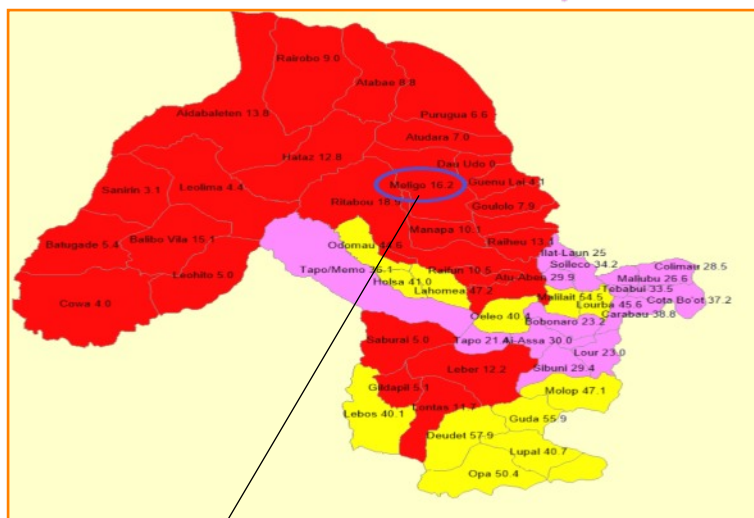 Rairobo 9.0
Atabae 8.8
Aidabaleten 13.8
Purugua 6.6
Atudara 7.0
Halaz 12.8
Dau Udo 0
Meligo 16.2
Guenu Lai 4.1
Sanirin 3.1
Leolima 4.4
Ritabou 18.9
Goulolo 7.9
Manapa 10.1
Batugade 5.4
Balibo Vila 15.1
Raiheu 13.1
Odomau 44.6
Ilat-Laun 25
Soileco 34.2
Leohito 5.0
Tapo/Memo 35.1
Raifun 10.5
Colimau 28.5
Atu-Aben 29.9
Maliubu 26.6
Holsa 41.0
Tebabui 33.5
Lahomea 47.2
Malilait 54.5
Cowa 4.0
Lourba 45.6
Cota Bo'ot 37.2
Oeleo 40.4
Carabau 38.8
Bobonaro 23.2
Saburai 5.0
Tapo 21.4
Ai-Assa 30.0
Lour 23.0
Leber 12.2
Sibuni 29.4
Gildapil 5.1
Molop 47.1
Lebos 40.1
Lontas 11.7
Guda 55.9
Deudet 57.9
Lupal 40.7
Opa 50.4